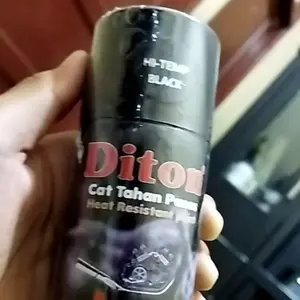 HI-TEMP
BLACK
Diton
Cat Tahan Panas
Heat Resistant